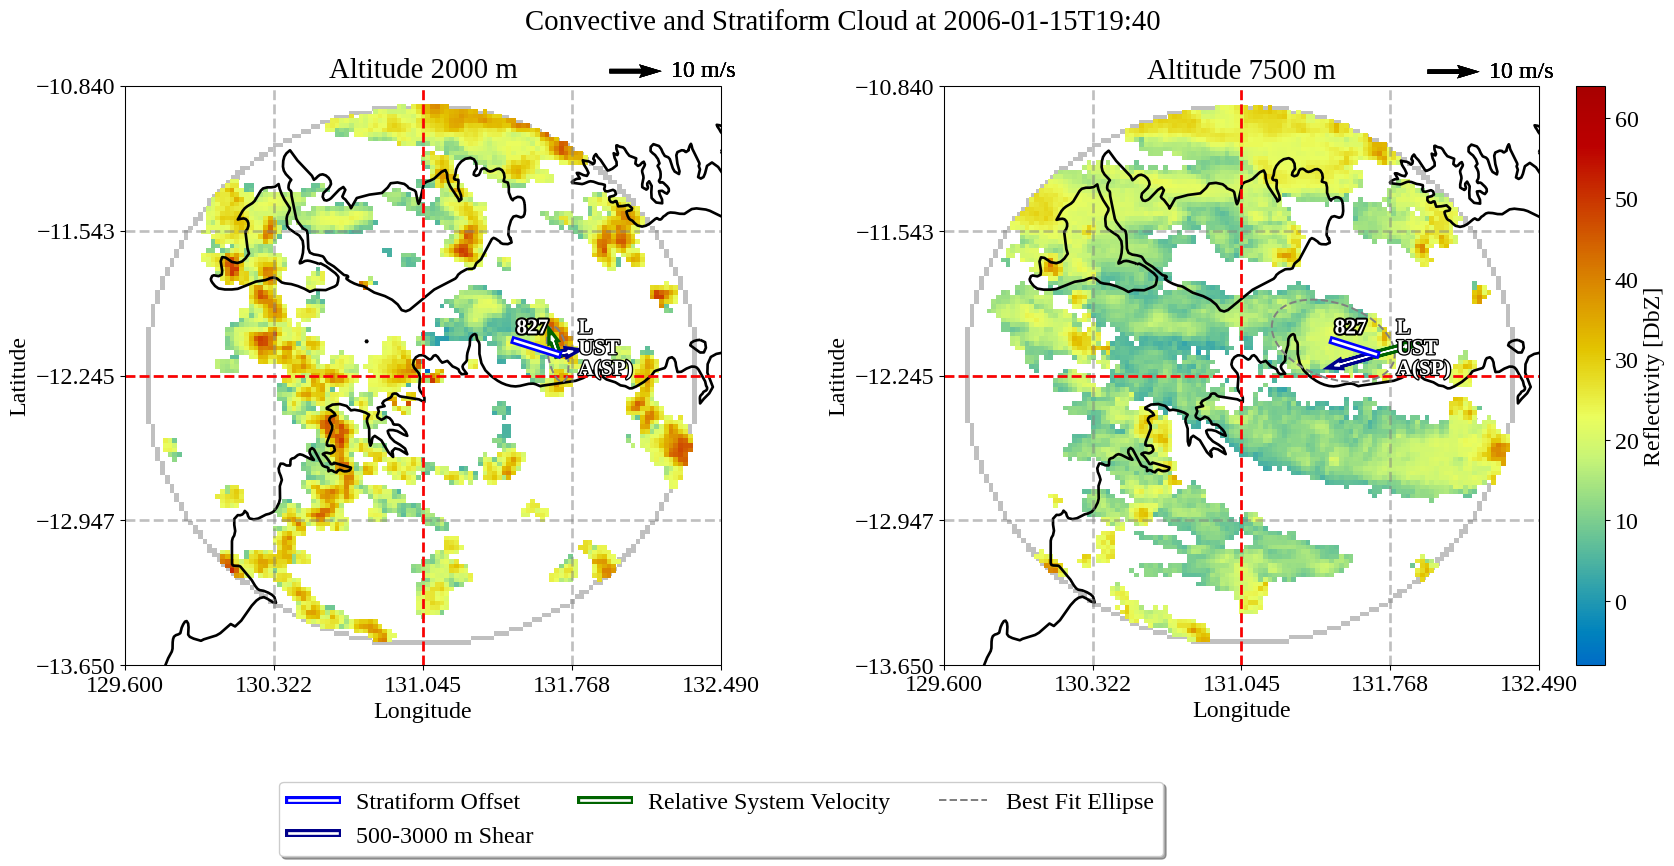 Convective and Stratiform Cloud at 2006-01-15T19:40
Altitude 2000 m
10 m/s
−10.840
−11.543
−12.245
−12.947
−13.650
Latitude
129.600
130.322
131.045
131.768
132.490
Longitude
827
L
UST
A(SP)
Altitude 7500 m
10 m/s
−10.840
−11.543
−12.245
−12.947
−13.650
Latitude
129.600
130.322
131.045
131.768
132.490
Longitude
827
L
UST
A(SP)
60
50
40
30
20
10
0
Reflectivity [DbZ]
Stratiform Offset
500-3000 m Shear
Relative System Velocity
Best Fit Ellipse